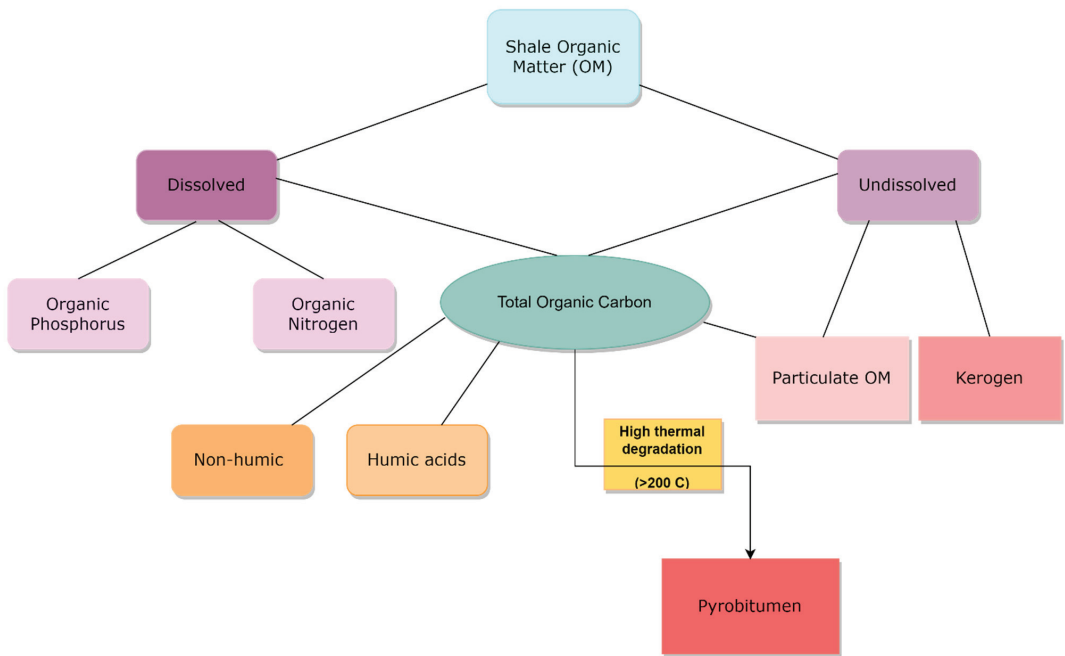 Shale Organic
Matter (OM)
Dissolved
Undissolved
Organic
Phosphorus
Organic
Nitrogen
Total Organic Carbon
Particulate OM
Kerogen
Non-humic
Humic acids
High thermal
degradation
(>200 C)
Pyrobitumen